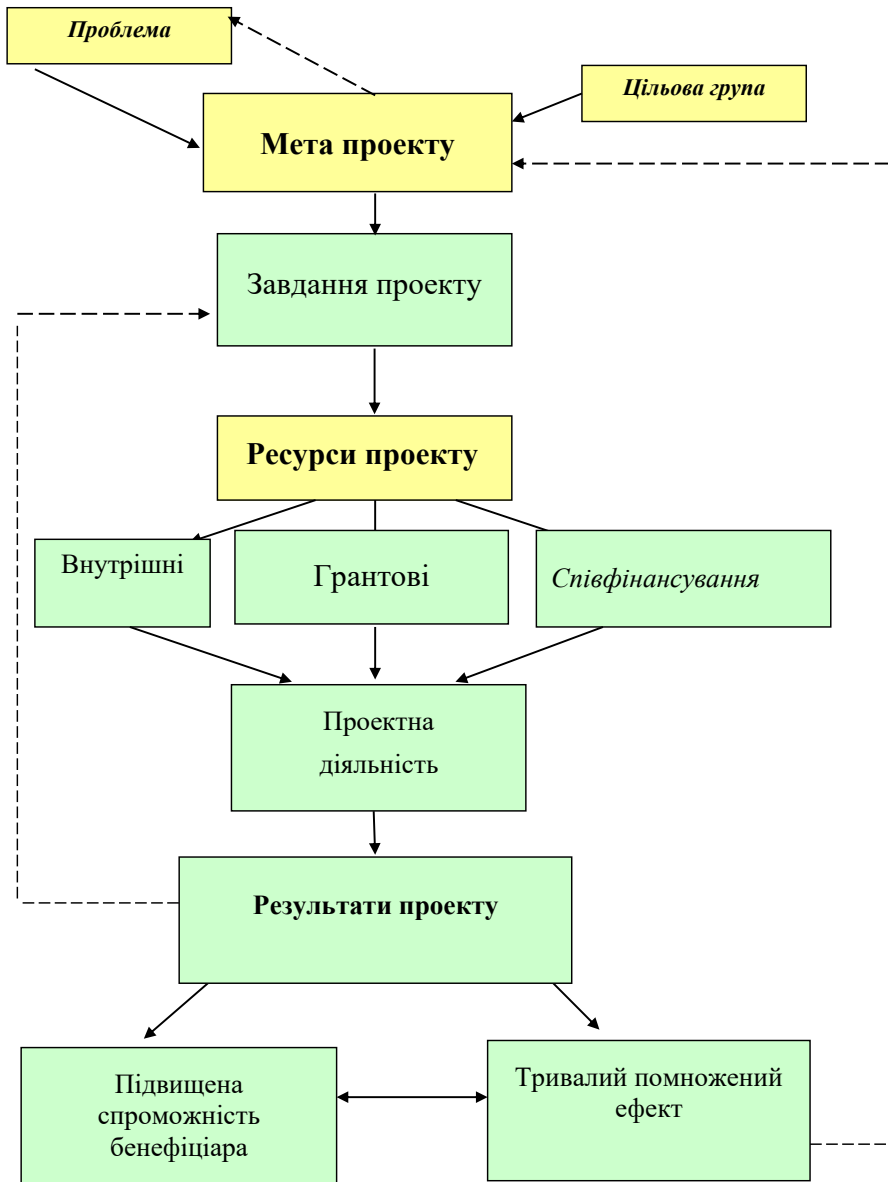 Проблема
Цільова група
Мета проекту
Завдання проекту
Ресурси проекту
Внутрішні
Грантові
Співфінансування
Проектна
діяльність
Результати проекту
Підвищена
спроможність
бенефіціара
Тривалий помножений
ефект